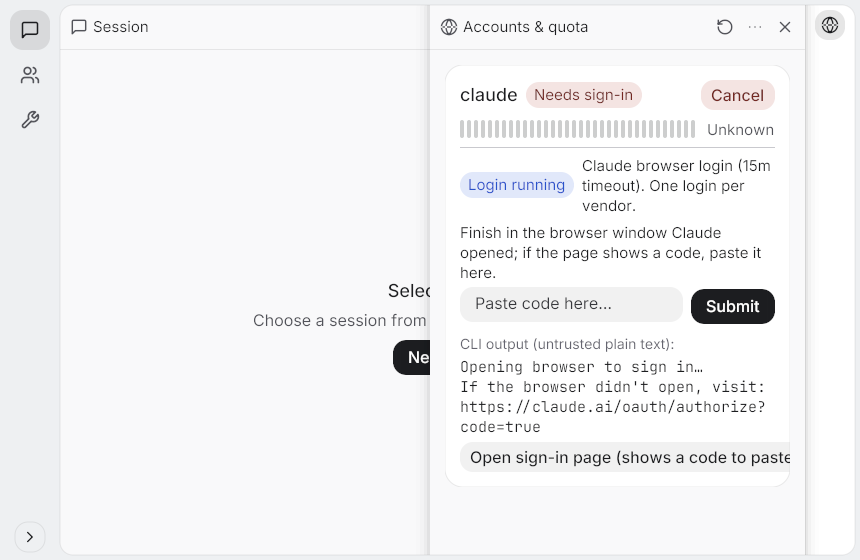 Session
Accounts & quota
claude
Needs sign-in
Cancel
Unknown
Login running
Claude browser login (15m
timeout). One login per
vendor.
Finish in the browser window Claude
opened; if the page shows a code, paste it
here.
Paste code here...
Submit
CLI output (untrusted plain text):
Opening browser to sign in…
If the browser didn't open, visit:
https://claude.ai/oauth/authorize?
code=true
Open sign-in page (shows a code to paste
Selec
Choose a session from
Ne